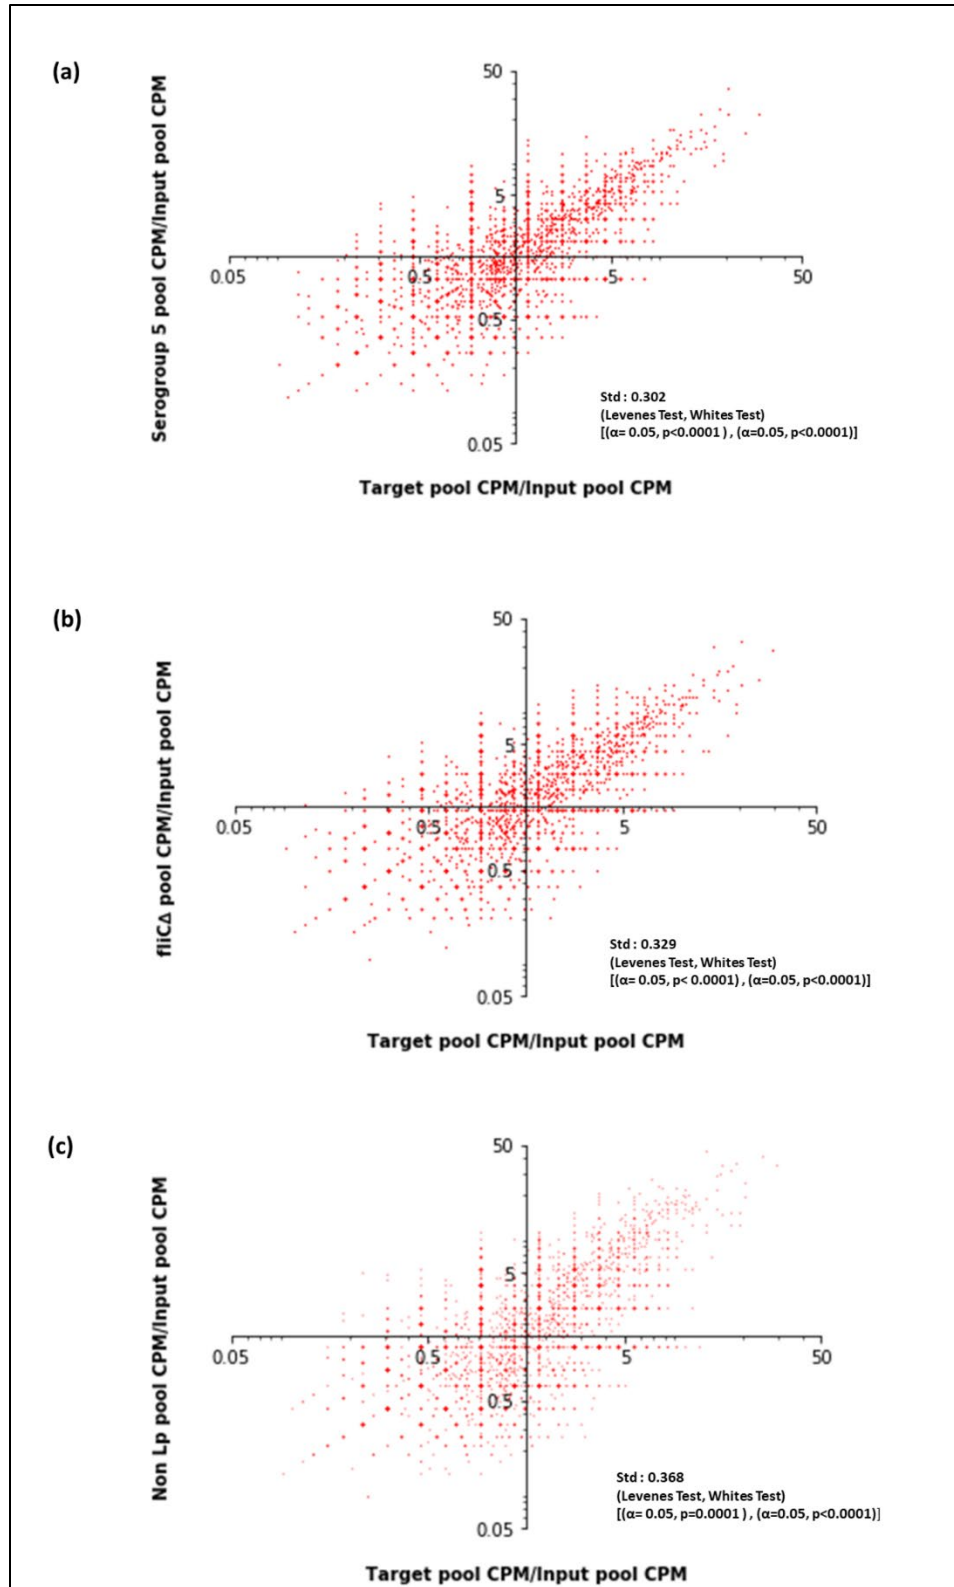 (a)
Serogroup 5 pool CPM/Input pool CPM
50
5
0.05
0.5
5
50
0.5
0.05
Std : 0.302
(Levenes Test, Whites Test)
[(α= 0.05, p<0.0001 ) , (α=0.05, p<0.0001)]
Target pool CPM/Input pool CPM
(b)
fliCΔ pool CPM/Input pool CPM
50
5
0.05
0.5
5
50
0.5
0.05
Std : 0.329
(Levenes Test, Whites Test)
[(α= 0.05, p< 0.0001) , (α=0.05, p<0.0001)]
Target pool CPM/Input pool CPM
(c)
Non Lp pool CPM/Input pool CPM
50
5
0.05
0.5
5
50
0.5
0.05
Std : 0.368
(Levenes Test, Whites Test)
[(α= 0.05, p=0.0001 ) , (α=0.05, p<0.0001)]
Target pool CPM/Input pool CPM